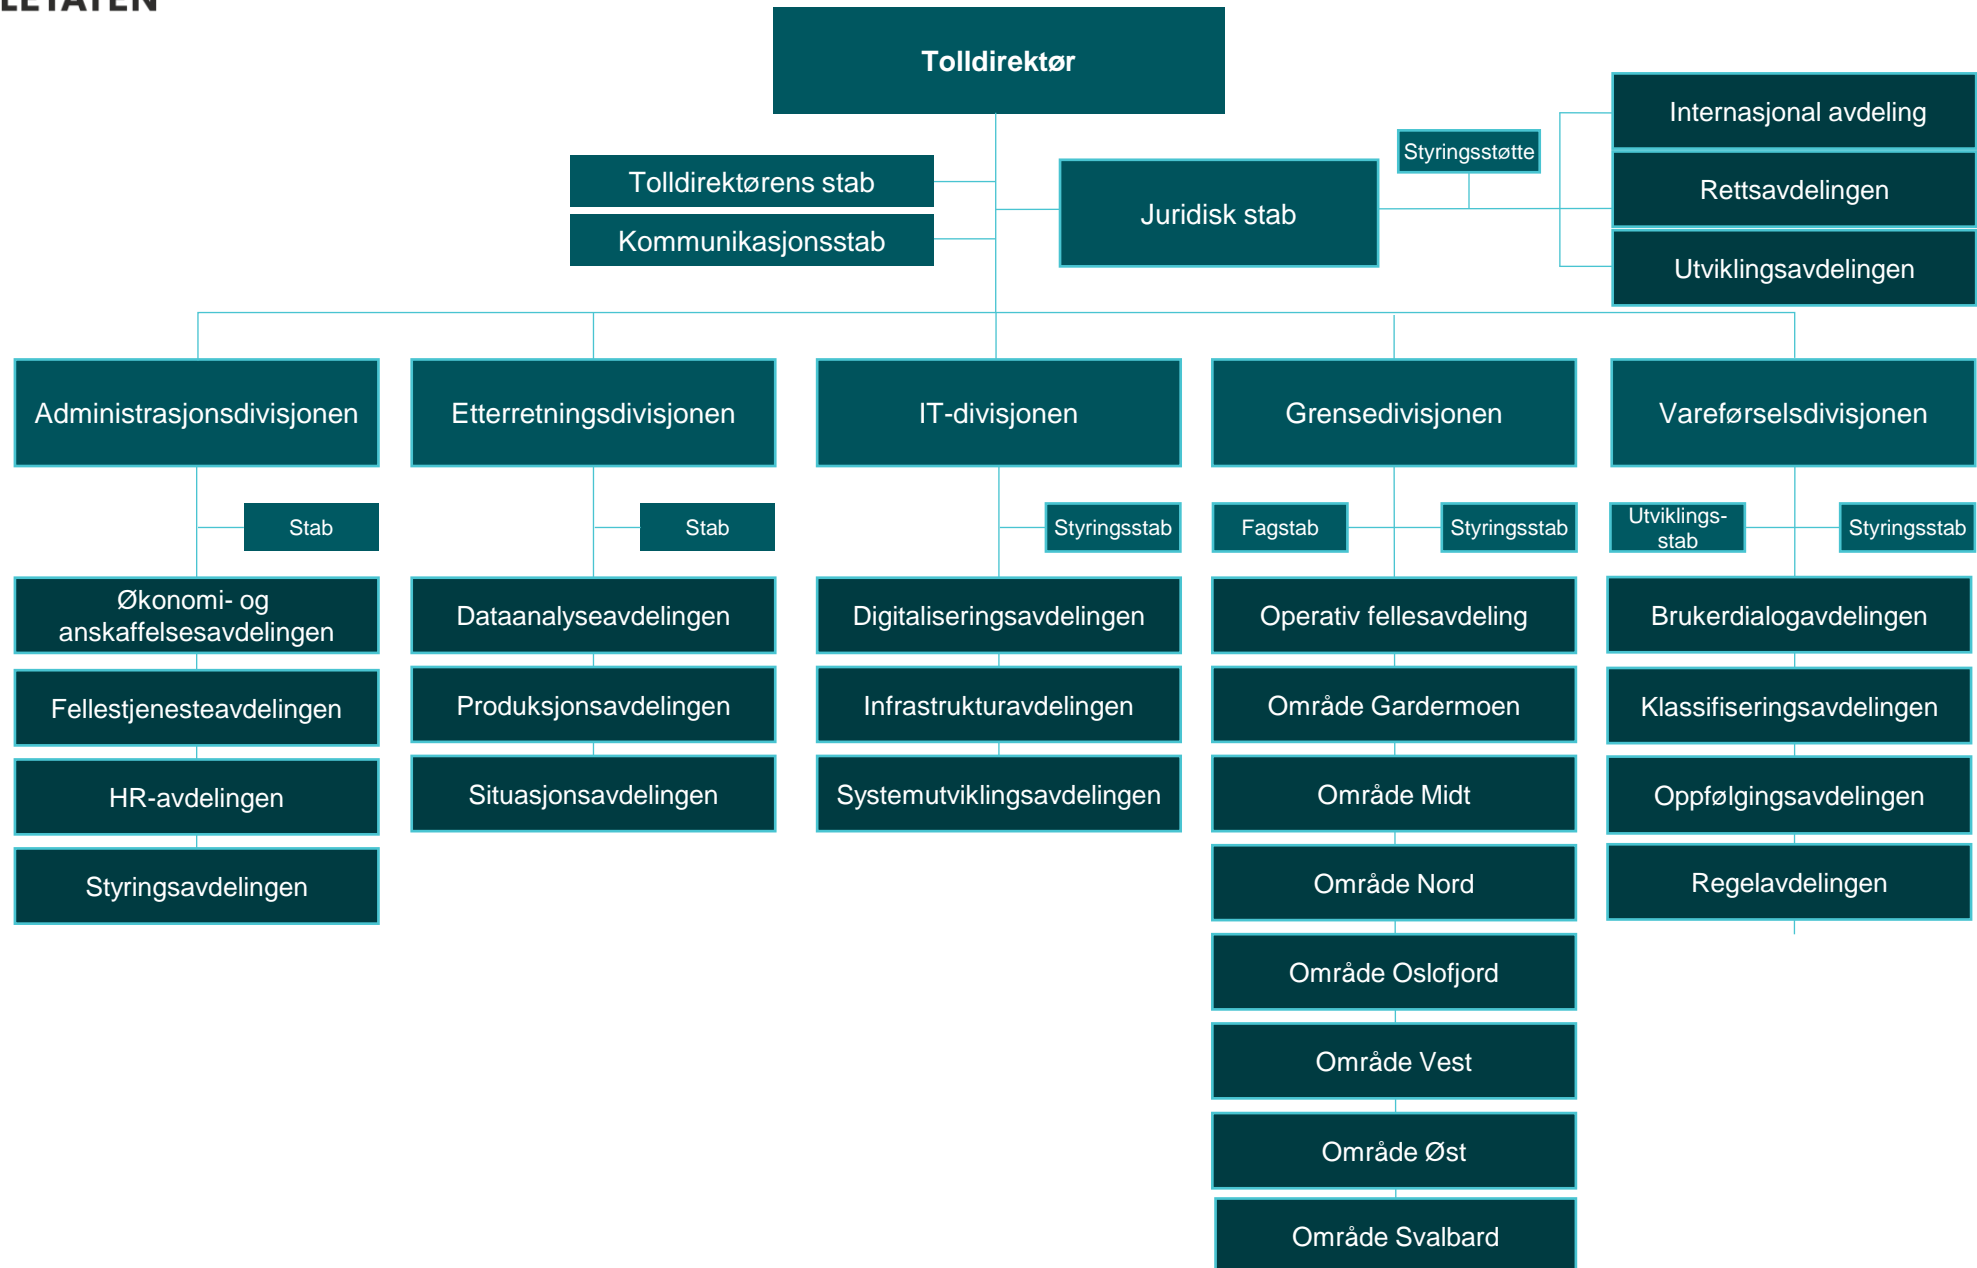 LETATEN
Tolldirektør
Tolldirektørens stab
Kommunikasjonsstab
Juridisk stab
Styringsstøtte
Internasjonal avdeling
Rettsavdelingen
Utviklingsavdelingen
Administrasjonsdivisjonen
Stab
Økonomi- og
anskaffelsesavdelingen
Fellestjenesteavdelingen
HR-avdelingen
Styringsavdelingen
Etterretningsdivisjonen
Stab
Dataanalyseavdelingen
Produksjonsavdelingen
Situasjonsavdelingen
IT-divisjonen
Styringsstab
Digitaliseringsavdelingen
Infrastrukturavdelingen
Systemutviklingsavdelingen
Grensedivisjonen
Fagstab
Styringsstab
Operativ fellesavdeling
Område Gardermoen
Område Midt
Område Nord
Område Oslofjord
Område Vest
Område Øst
Område Svalbard
Vareførselsdivisjonen
Utviklings-
stab
Styringsstab
Brukerdialogavdelingen
Klassifiseringsavdelingen
Oppfølgingsavdelingen
Regelavdelingen